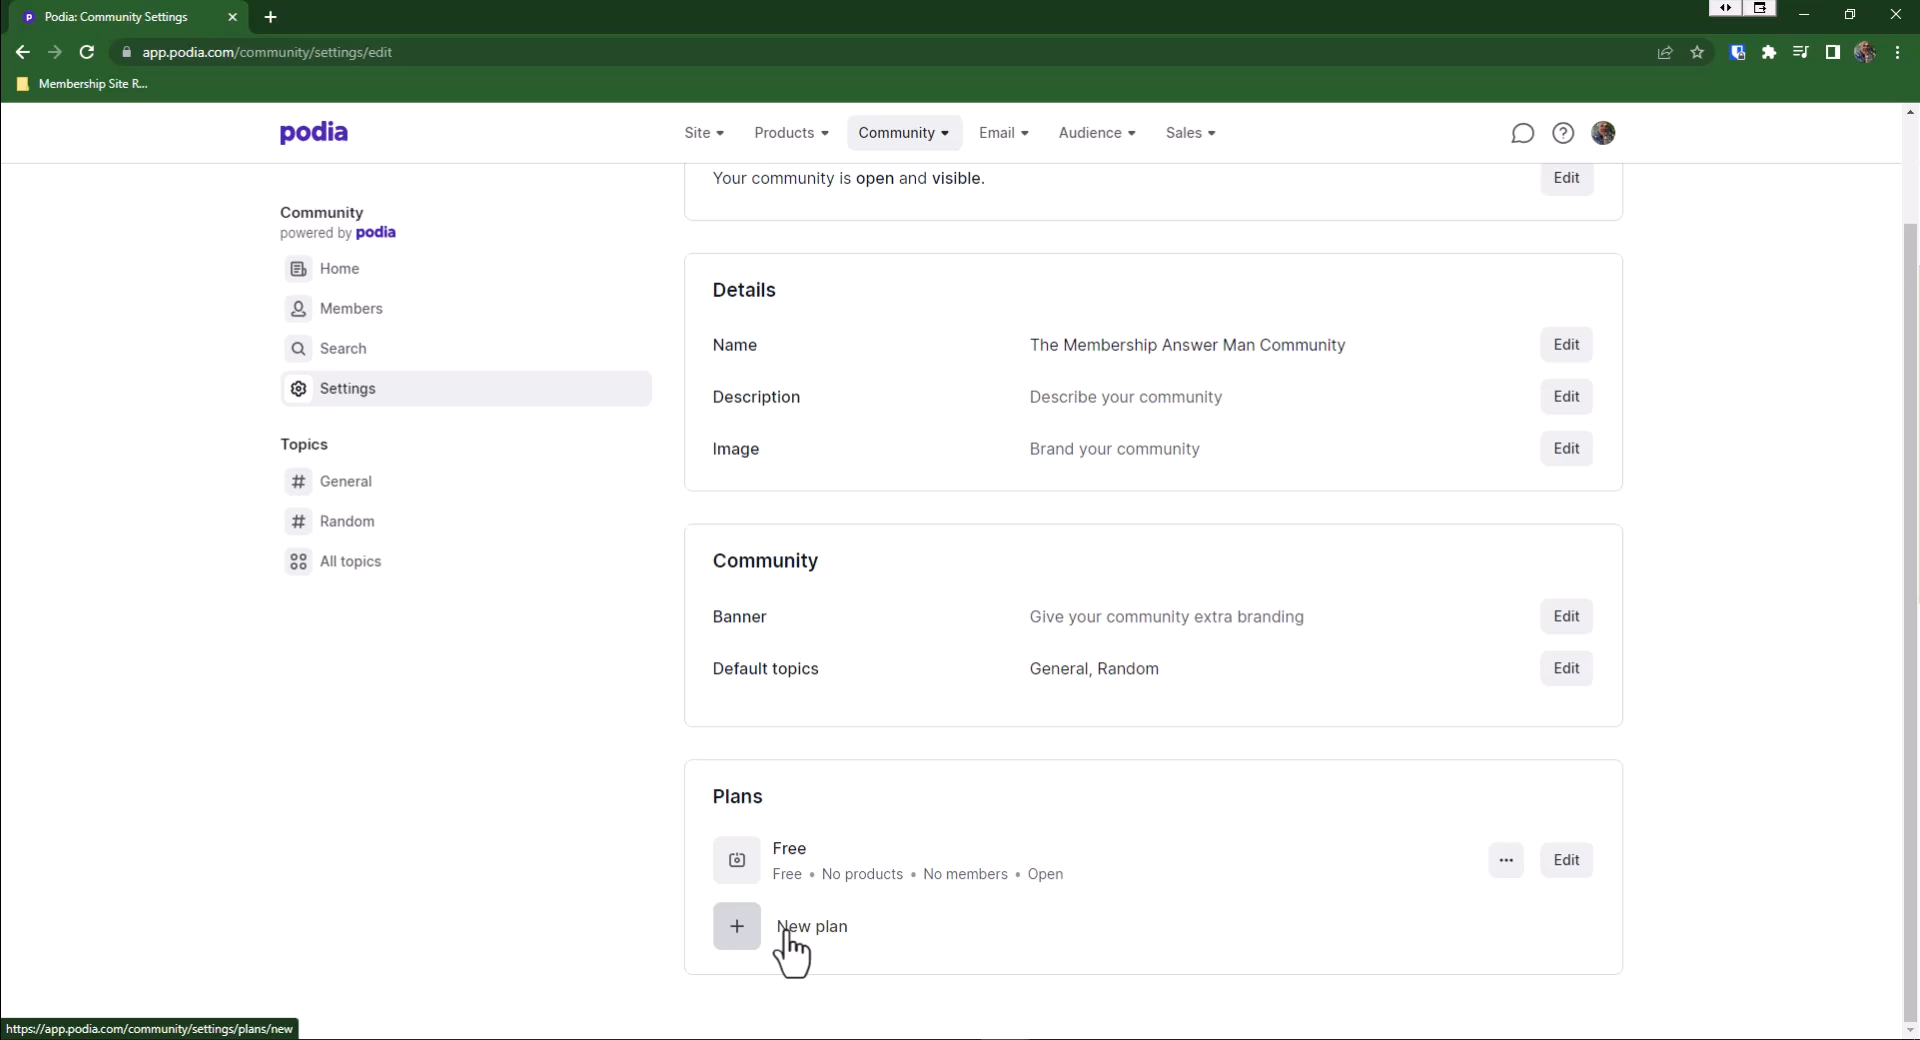 Podia: Community Settings
app.podia.com/community/settings/edit
Membership Site R...
podia
Site
Products
Community
Email
Audience
Sales
Community
powered by podia
Home
Members
Search
Settings
Topics
# General
# Random
All topics
Your community is open and visible.
Edit
Details
Name
The Membership Answer Man Community
Edit
Description
Describe your community
Edit
Image
Brand your community
Edit
Community
Banner
Give your community extra branding
Edit
Default topics
General, Random
Edit
Plans
Free
Free • No products • No members • Open
Edit
New plan
https://app.podia.com/community/settings/plans/new